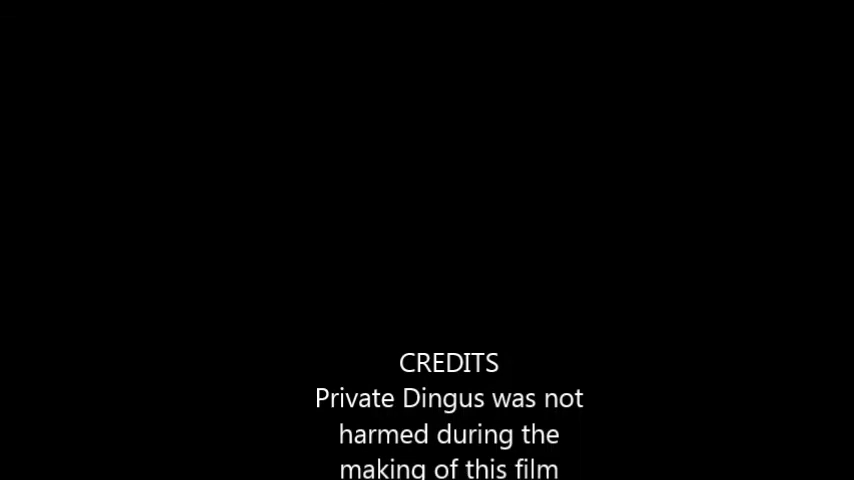 CREDITS
Private Dingus was not
harmed during the
making of this film